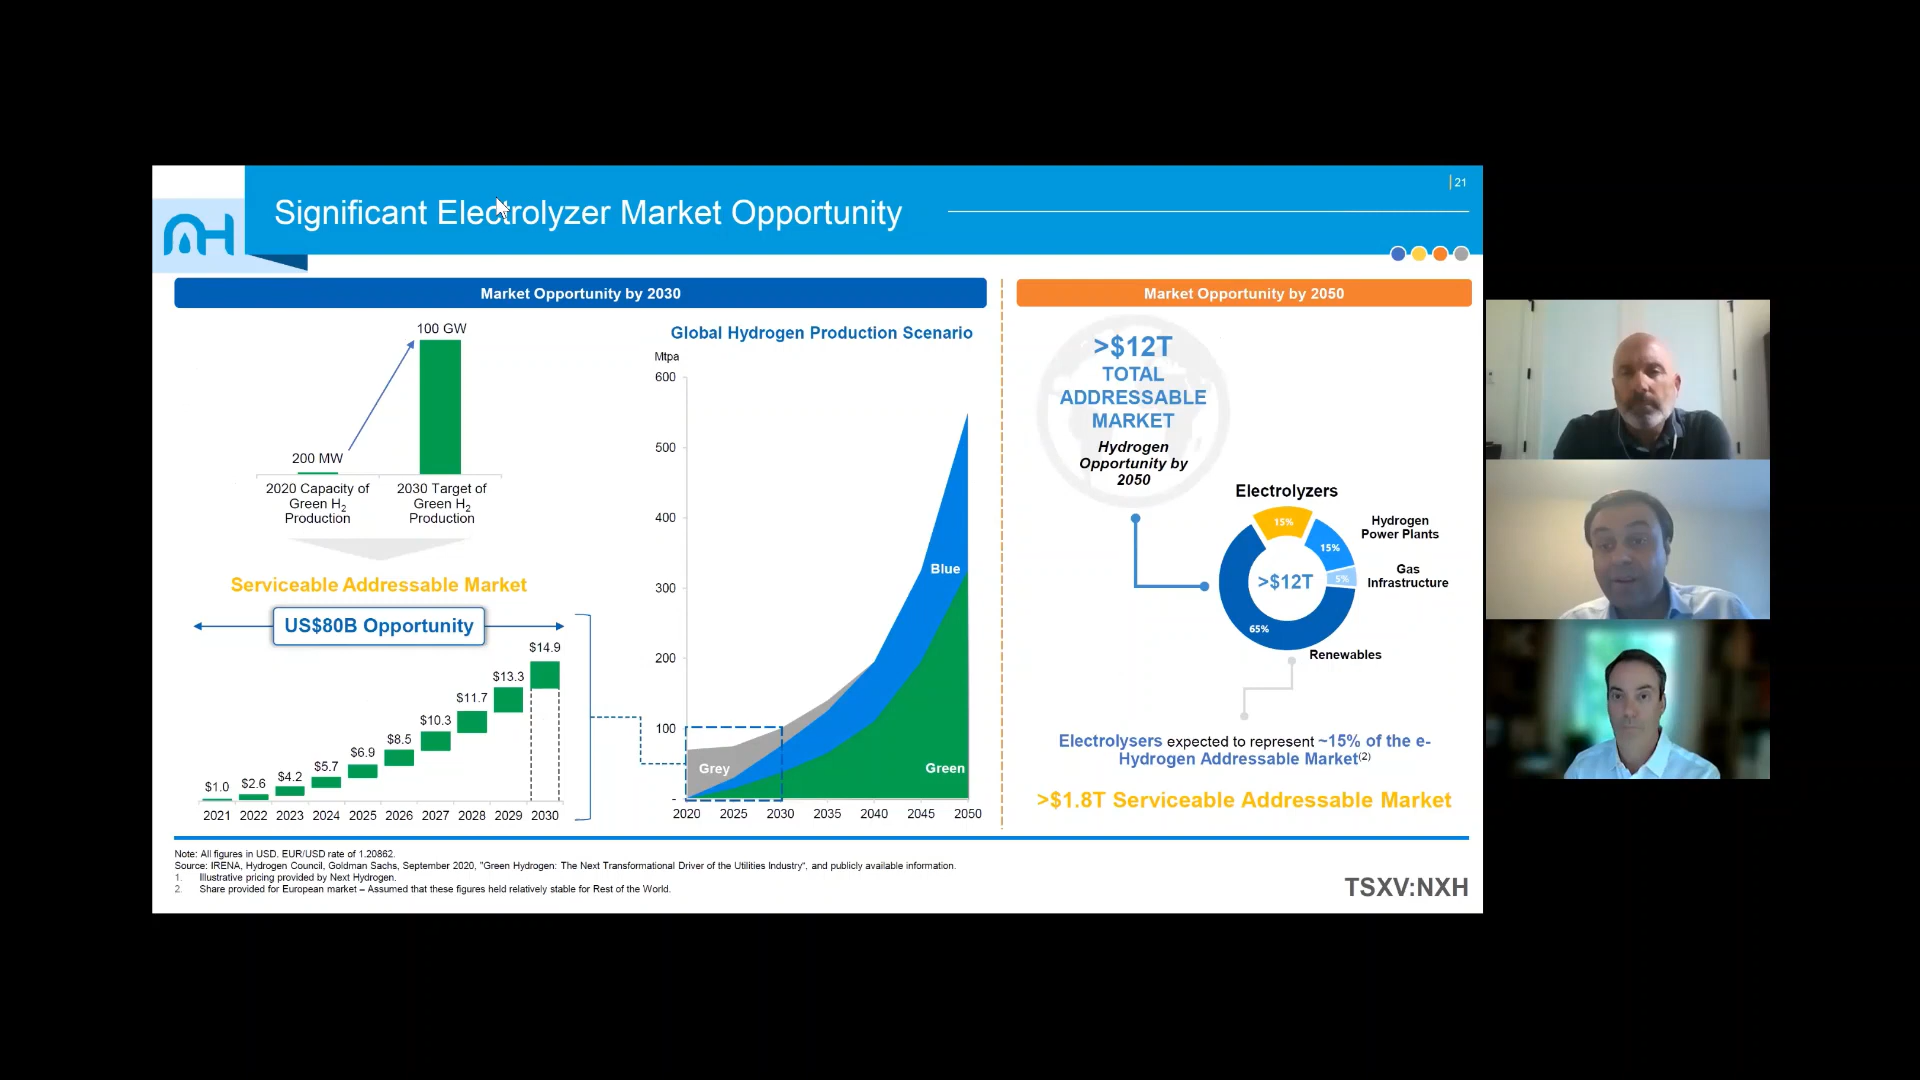 Significant Electrolyzer Market Opportunity
21
Market Opportunity by 2030
100 GW
200 MW
2020 Capacity of
Green H2
Production
2030 Target of
Green H2
Production
Serviceable Addressable Market
US$80B Opportunity
$1.0
$2.6
$4.2
$5.7
$6.9
$8.5
$10.3
$11.7
$13.3
$14.9
2021 2022 2023 2024 2025 2026 2027 2028 2029 2030
Global Hydrogen Production Scenario
Mtpa
600
500
400
300
200
100
-
Blue
Grey
Green
2020 2025 2030 2035 2040 2045 2050
Market Opportunity by 2050
>$12T
TOTAL
ADDRESSABLE
MARKET
Hydrogen
Opportunity by
2050
Electrolyzers
15%
Hydrogen
Power Plants
15%
Gas
Infrastructure
5%
>$12T
65%
Renewables
Electrolysers expected to represent ~15% of the e-
Hydrogen Addressable Market(2)
>$1.8T Serviceable Addressable Market
Note: All figures in USD. EUR/USD rate of 1.20862.
Source: IRENA, Hydrogen Council, Goldman Sachs, September 2020, "Green Hydrogen: The Next Transformational Driver of the Utilities Industry", and publicly available information.
1. Illustrative pricing provided by Next Hydrogen.
2. Share provided for European market – Assumed that these figures held relatively stable for Rest of the World.
TSXV:NXH